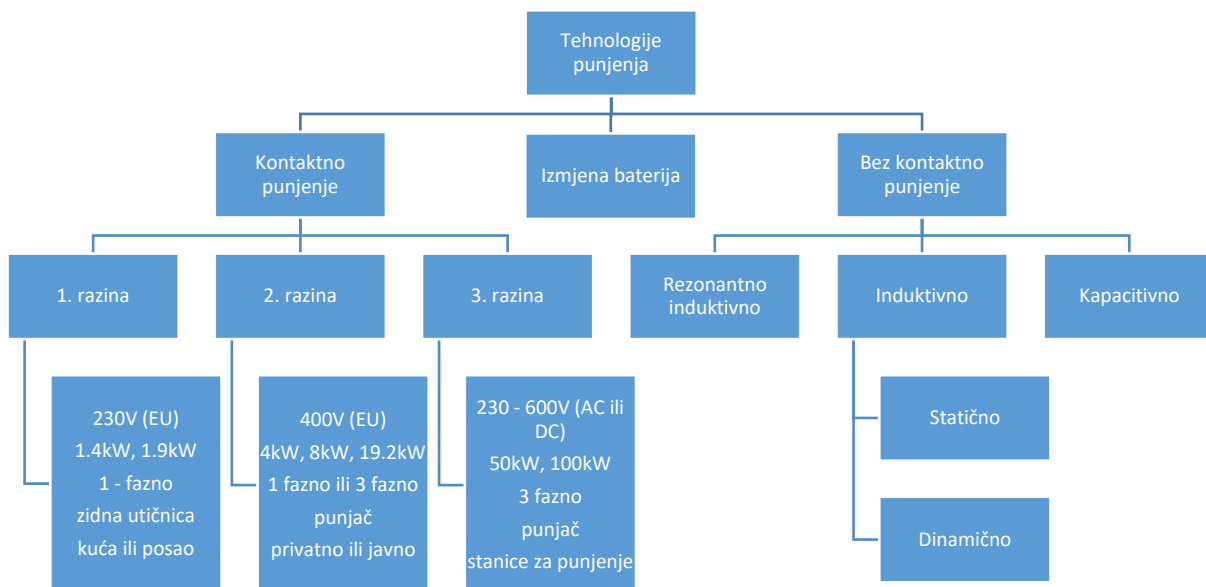 Tehnologije
punjenja
Kontaktno
punjenje
Izmjena baterija
Bez kontaktno
punjenje
1. razina
2. razina
3. razina
Rezonantno
induktivno
Induktivno
Kapacitivno
230V (EU)
1.4kW, 1.9kW
1 - fazno
zidna utičnica
kuća ili posao
400V (EU)
4kW, 8kW, 19.2kW
1 fazno ili 3 fazno
punjač
privatno ili javno
230 - 600V (AC ili
DC)
50kW, 100kW
3 fazno
punjač
stanice za punjenje
Statično
Dinamično